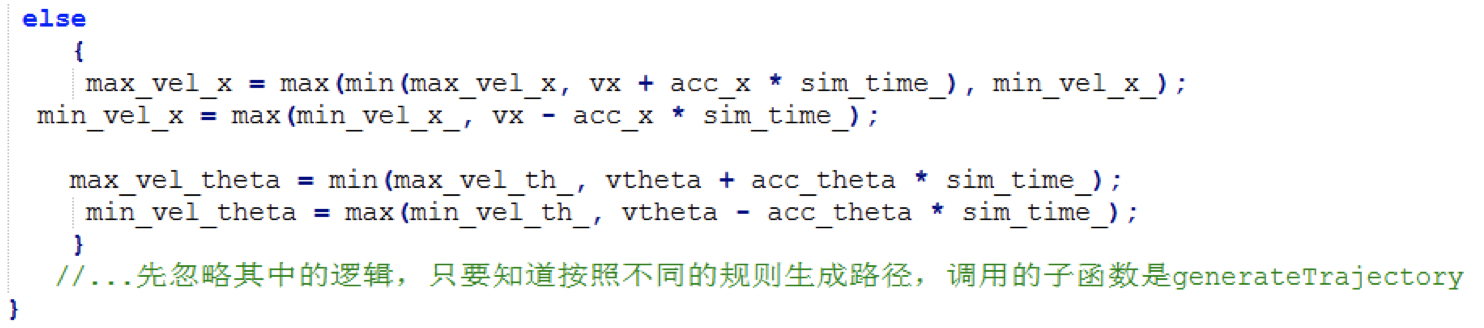 else
{
max_vel_x = max(min(max_vel_x, vx + acc_x * sim_time_), min_vel_x_);
min_vel_x = max(min_vel_x_, vx - acc_x * sim_time_);
max_vel_theta = min(max_vel_th_, vtheta + acc_theta * sim_time_);
min_vel_theta = max(min_vel_th_, vtheta - acc_theta * sim_time_);
}
//...先忽略其中的逻辑，只要知道按照不同的规则生成路径，调用的子函数是generateTrajectory
}